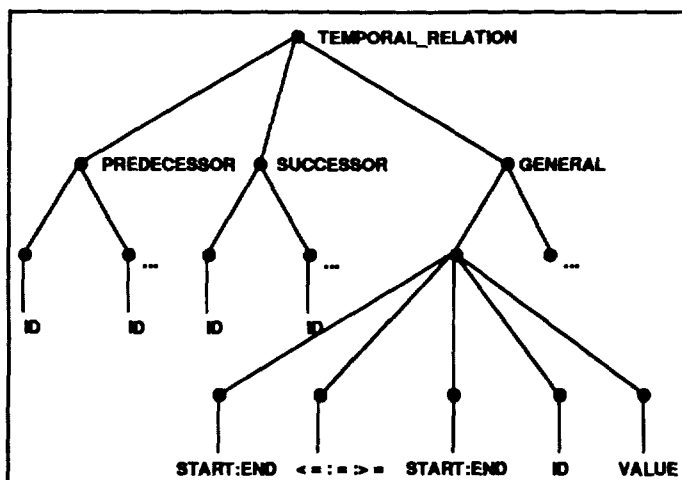 TEMPORAL_RELATION
PREDECESSOR SUCCESSOR GENERAL
... ... ...
ID ID ID ID
START:END <=:=:>= START:END ID VALUE